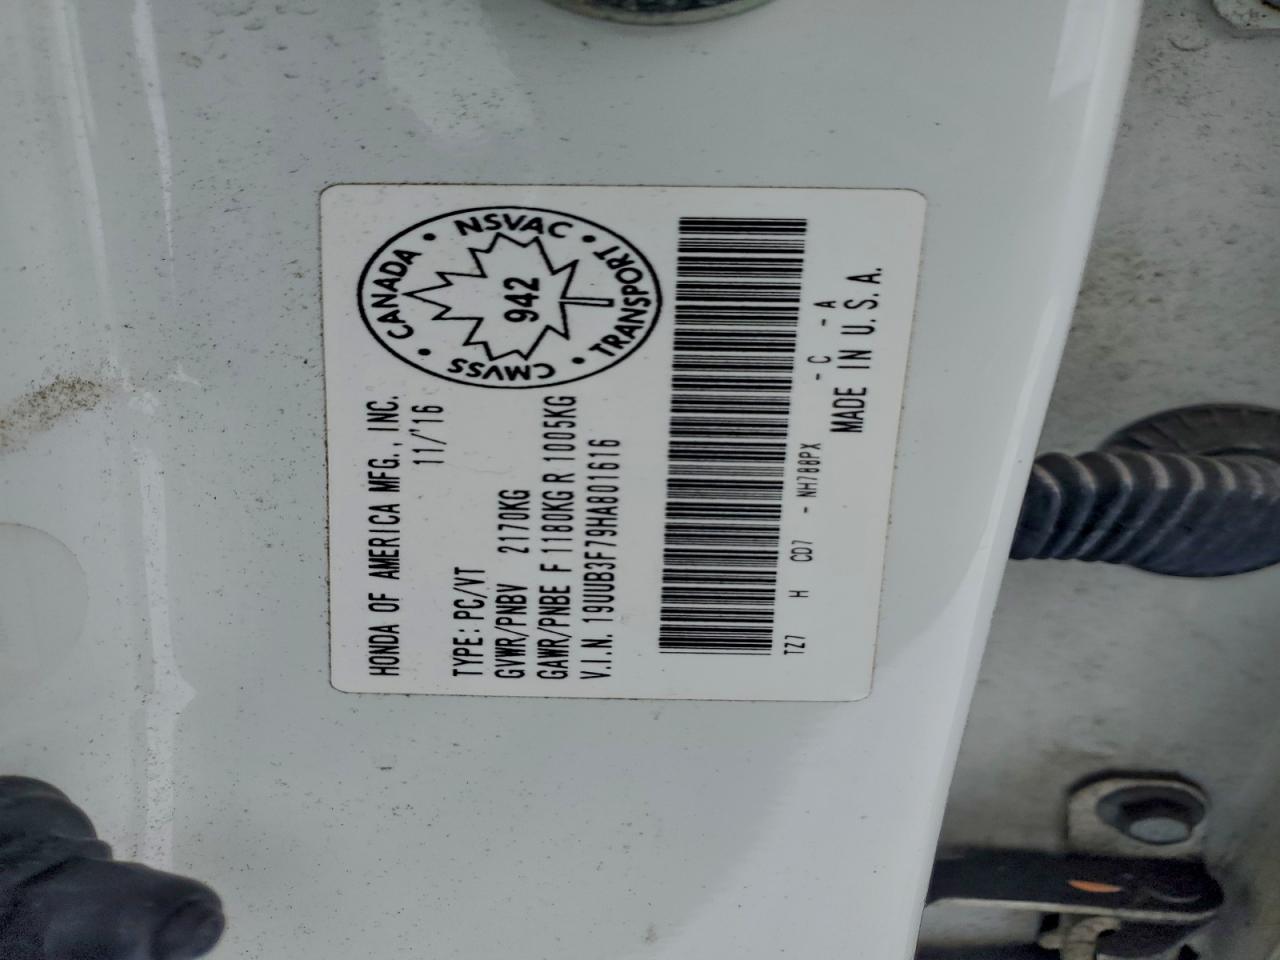 HONDA OF AMERICA MFG., INC.
11/'16
TYPE: PC/VT
GVWR/PNBV 2170KG
GAWR/PNBE F 1180KG R 1005KG
V.I.N. 19UUB3F79HA801616
CANADA • NSVAC • TRANSPORT • CMVSS •
942
TZ7 H CD7 - NH788PX - C - A
MADE IN U.S.A.